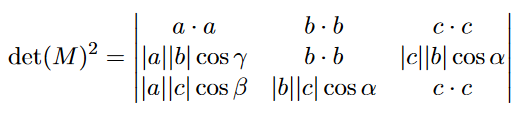 det(M)² = | a · a b · b c · c |
| |a||b| cos γ b · b |c||b| cos α |
| |a||c| cos β |b||c| cos α c · c |